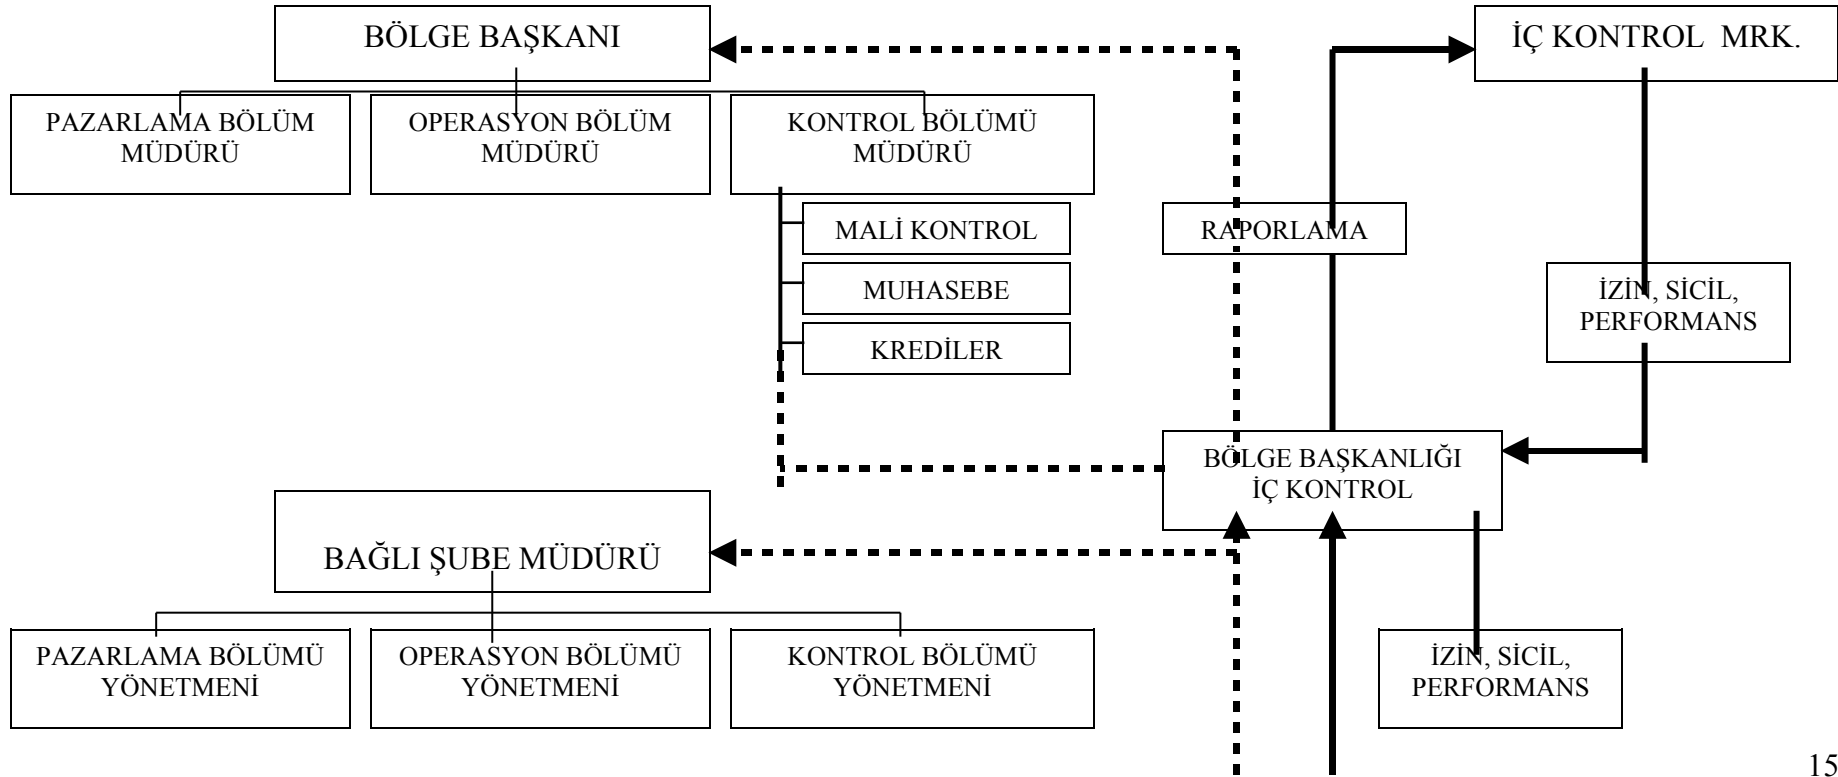 BÖLGE BAŞKANI
İÇ KONTROL  MRK.
PAZARLAMA BÖLÜM
MÜDÜRÜ
OPERASYON BÖLÜM
MÜDÜRÜ
KONTROL BÖLÜMÜ
MÜDÜRÜ
MALİ KONTROL
RAPORLAMA
MUHASEBE
İZİN, SİCİL,
PERFORMANS
KREDİLER
BÖLGE BAŞKANLIĞI
İÇ KONTROL
BAĞLI ŞUBE MÜDÜRÜ
PAZARLAMA BÖLÜMÜ
YÖNETMENİ
OPERASYON BÖLÜMÜ
YÖNETMENİ
KONTROL BÖLÜMÜ
YÖNETMENİ
İZİN, SİCİL,
PERFORMANS
15